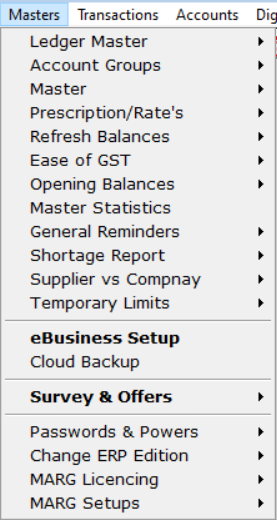 Masters Transactions Accounts Dig
Ledger Master
Account Groups
Master
Prescription/Rate's
Refresh Balances
Ease of GST
Opening Balances
Master Statistics
General Reminders
Shortage Report
Supplier vs Compnay
Temporary Limits
eBusiness Setup
Cloud Backup
Survey & Offers
Passwords & Powers
Change ERP Edition
MARG Licencing
MARG Setups